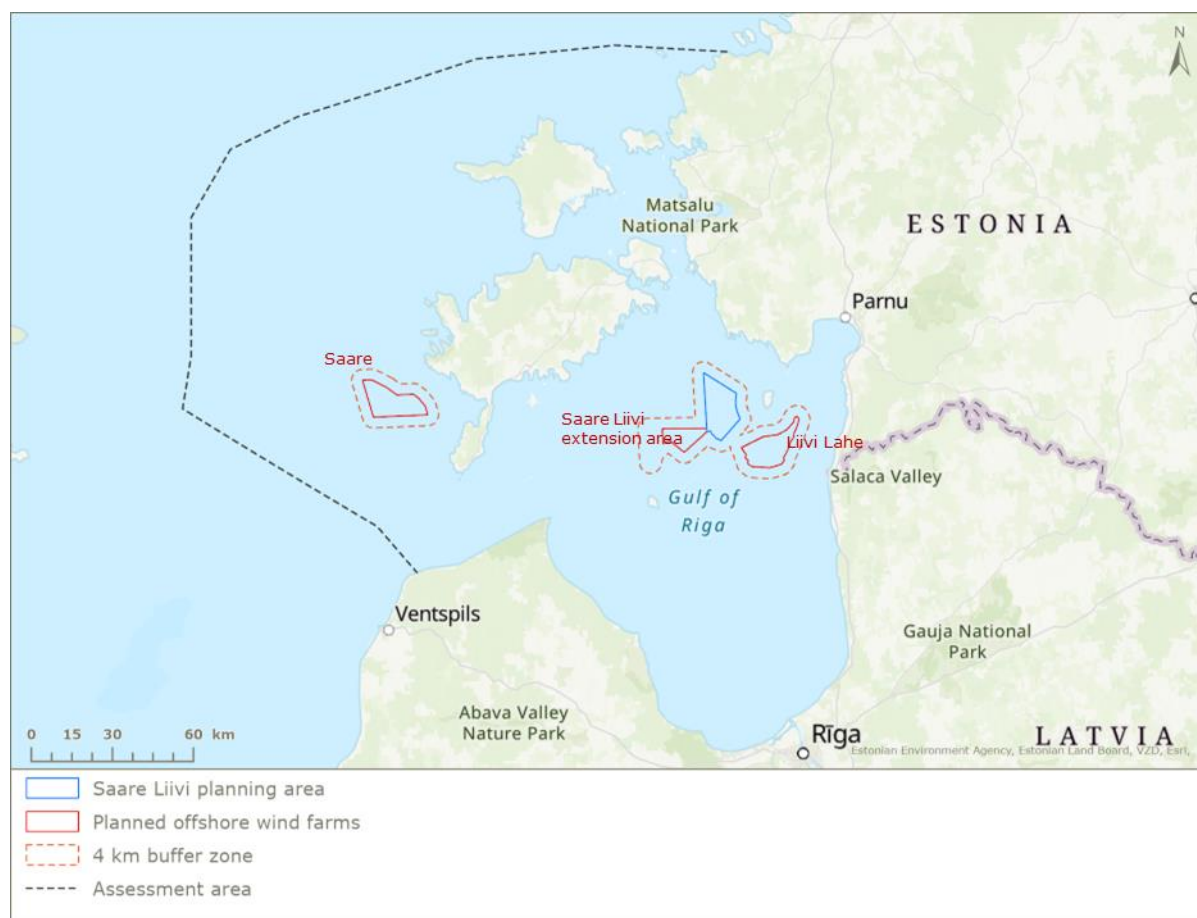 N
Matsalu
National Park
ESTONIA
Parnu
Saare
Saare Liivi
extension area
Liivi Lahe
Salaca Valley
Gulf of
Riga
Ventspils
Gauja National
Park
Abava Valley
Nature Park
Rīga
LATVIA
Estonian Environment Agency, Estonian Land Board, VZD, Esri,
0 15 30 60 km
Saare Liivi planning area
Planned offshore wind farms
4 km buffer zone
Assessment area